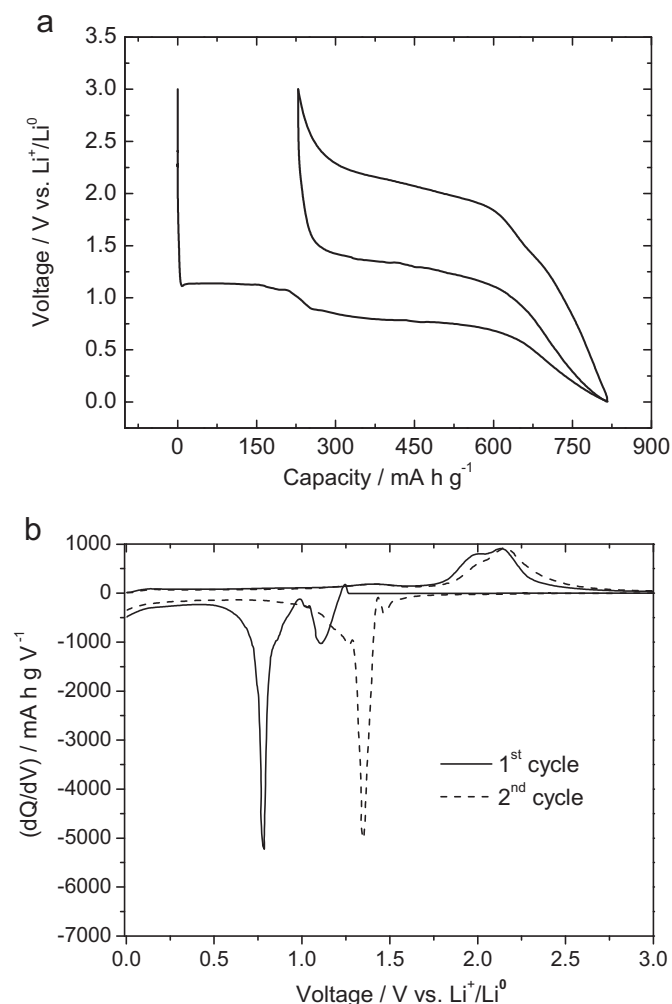 a
3.5
3.0
2.5
2.0
1.5
1.0
0.5
0.0
Voltage / V vs. Li⁺/Li⁰
0 150 300 450 600 750 900
Capacity / mA h g⁻¹
b
1000
0
-1000
-2000
-3000
-4000
-5000
-6000
-7000
(dQ/dV) / mA h g V⁻¹
1ˢᵗ cycle
2ⁿᵈ cycle
0.0 0.5 1.0 1.5 2.0 2.5 3.0
Voltage / V vs. Li⁺/Li⁰